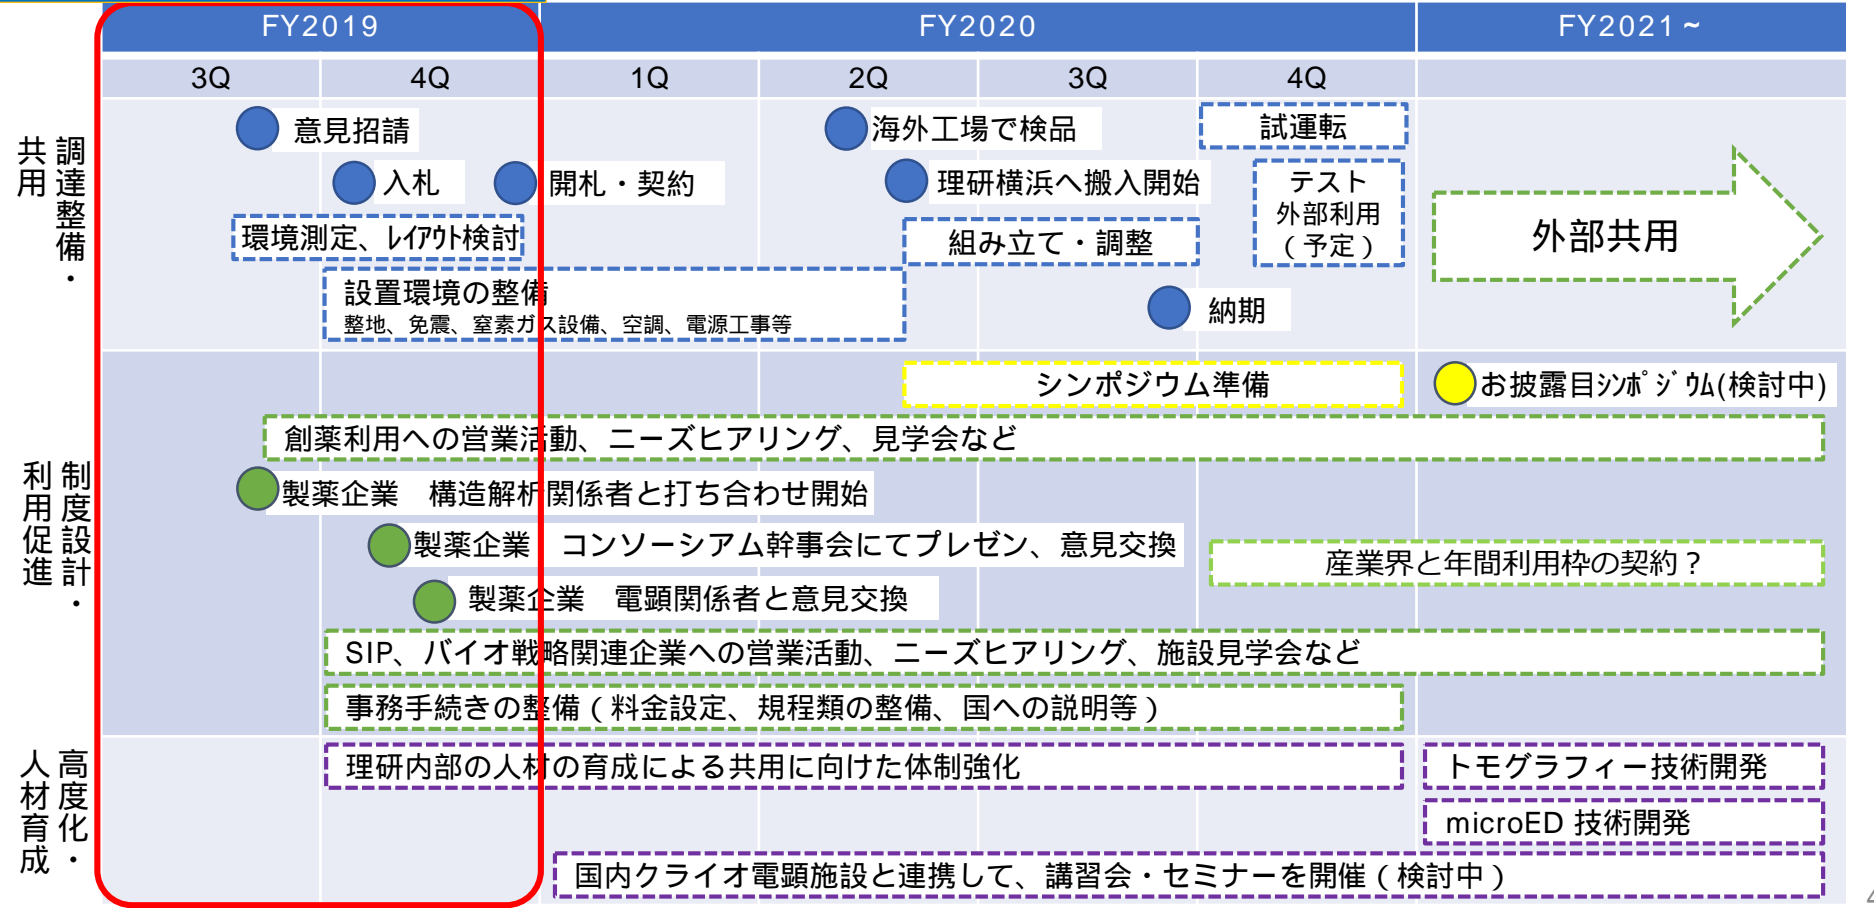 FY2019
FY2020
FY2021~
3Q
4Q
1Q
2Q
3Q
4Q
調達整備・
共用
意見招請
海外工場で検品
試運転
入札
開札・契約
理研横浜へ搬入開始
テスト
外部利用
(予定)
環境測定、レイアウト検討
組み立て・調整
外部共用
設置環境の整備
整地、免震、窒素ガス設備、空調、電源工事等
納期
制度設計・
利用促進
シンポジウム準備
お披露目シンポジウム(検討中)
創薬利用への営業活動、ニーズヒアリング、見学会など
製薬企業 構造解析関係者と打ち合わせ開始
製薬企業 コンソーシアム幹事会にてプレゼン、意見交換
産業界と年間利用枠の契約?
製薬企業 電顕関係者と意見交換
SIP、バイオ戦略関連企業への営業活動、ニーズヒアリング、施設見学会など
事務手続きの整備(料金設定、規程類の整備、国への説明等)
高度化・
人材育成
理研内部の人材の育成による共用に向けた体制強化
トモグラフィー技術開発
microED 技術開発
国内クライオ電顕施設と連携して、講習会・セミナーを開催(検討中)